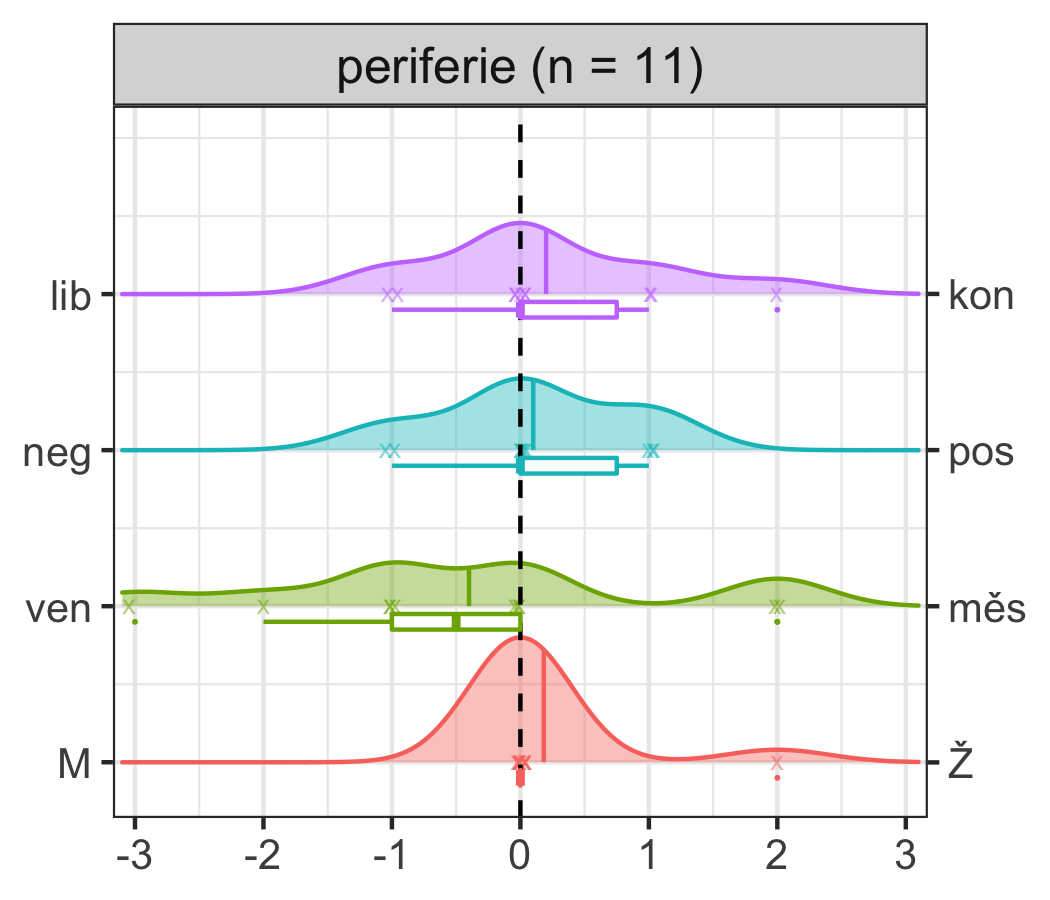 periferie (n = 11)
lib kon
neg pos
ven měs
M Ž
-3 -2 -1 0 1 2 3